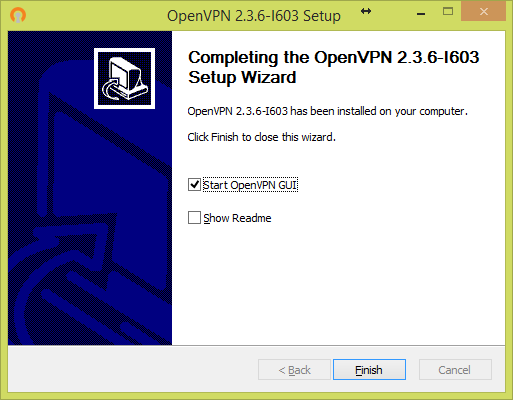 OpenVPN 2.3.6-I603 Setup
Completing the OpenVPN 2.3.6-I603
Setup Wizard
OpenVPN 2.3.6-I603 has been installed on your computer.
Click Finish to close this wizard.
Start OpenVPN GUI
Show Readme
< Back
Finish
Cancel